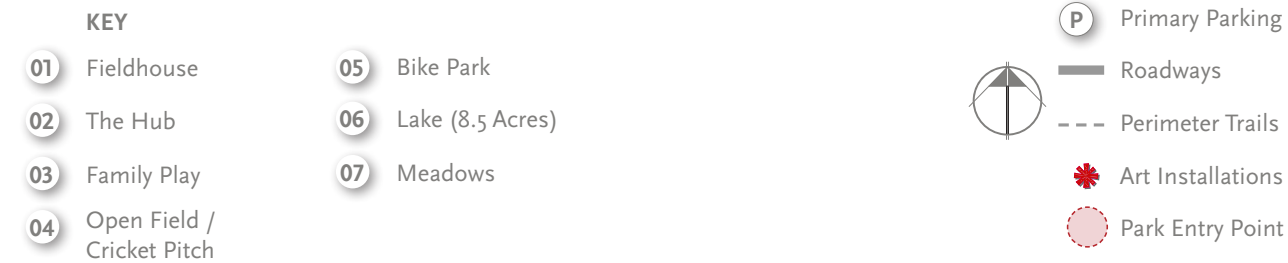 KEY
01 Fieldhouse
02 The Hub
03 Family Play
04 Open Field /
Cricket Pitch
05 Bike Park
06 Lake (8.5 Acres)
07 Meadows
P Primary Parking
Roadways
Perimeter Trails
Art Installations
Park Entry Point